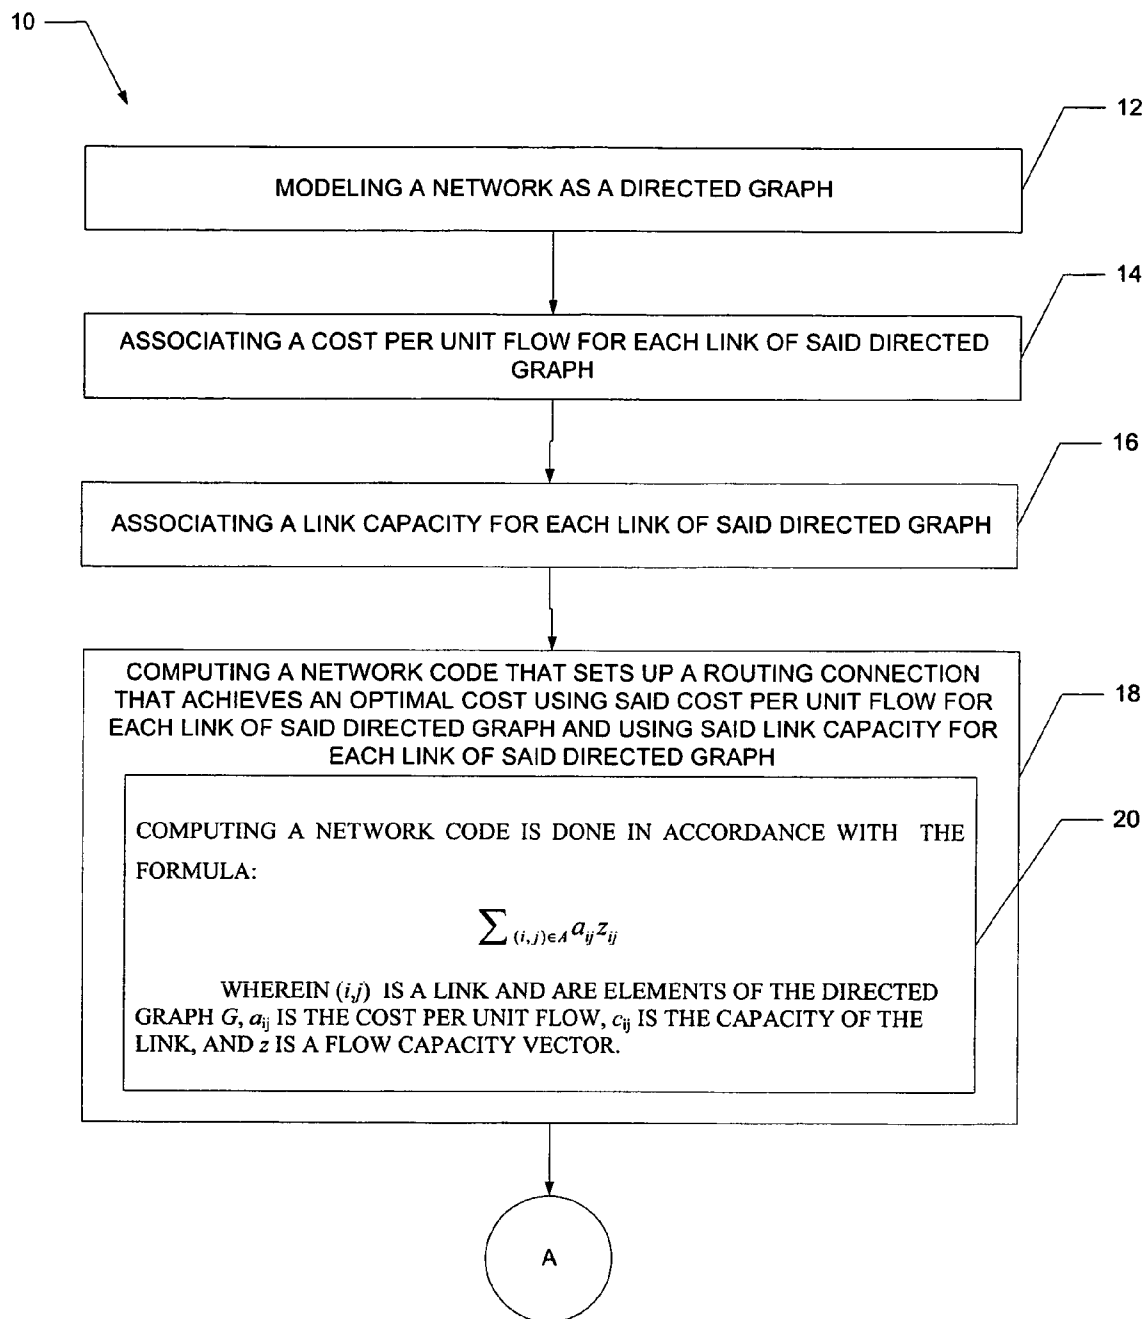 10
12
MODELING A NETWORK AS A DIRECTED GRAPH
14
ASSOCIATING A COST PER UNIT FLOW FOR EACH LINK OF SAID DIRECTED
GRAPH
16
ASSOCIATING A LINK CAPACITY FOR EACH LINK OF SAID DIRECTED GRAPH
COMPUTING A NETWORK CODE THAT SETS UP A ROUTING CONNECTION
THAT ACHIEVES AN OPTIMAL COST USING SAID COST PER UNIT FLOW FOR
EACH LINK OF SAID DIRECTED GRAPH AND USING SAID LINK CAPACITY FOR
EACH LINK OF SAID DIRECTED GRAPH
18
20
COMPUTING A NETWORK CODE IS DONE IN ACCORDANCE WITH THE
FORMULA:
∑ (i,j)∈A a_ij z_ij
WHEREIN (i,j) IS A LINK AND ARE ELEMENTS OF THE DIRECTED
GRAPH G, a_ij IS THE COST PER UNIT FLOW, c_ij IS THE CAPACITY OF THE
LINK, AND z IS A FLOW CAPACITY VECTOR.
A